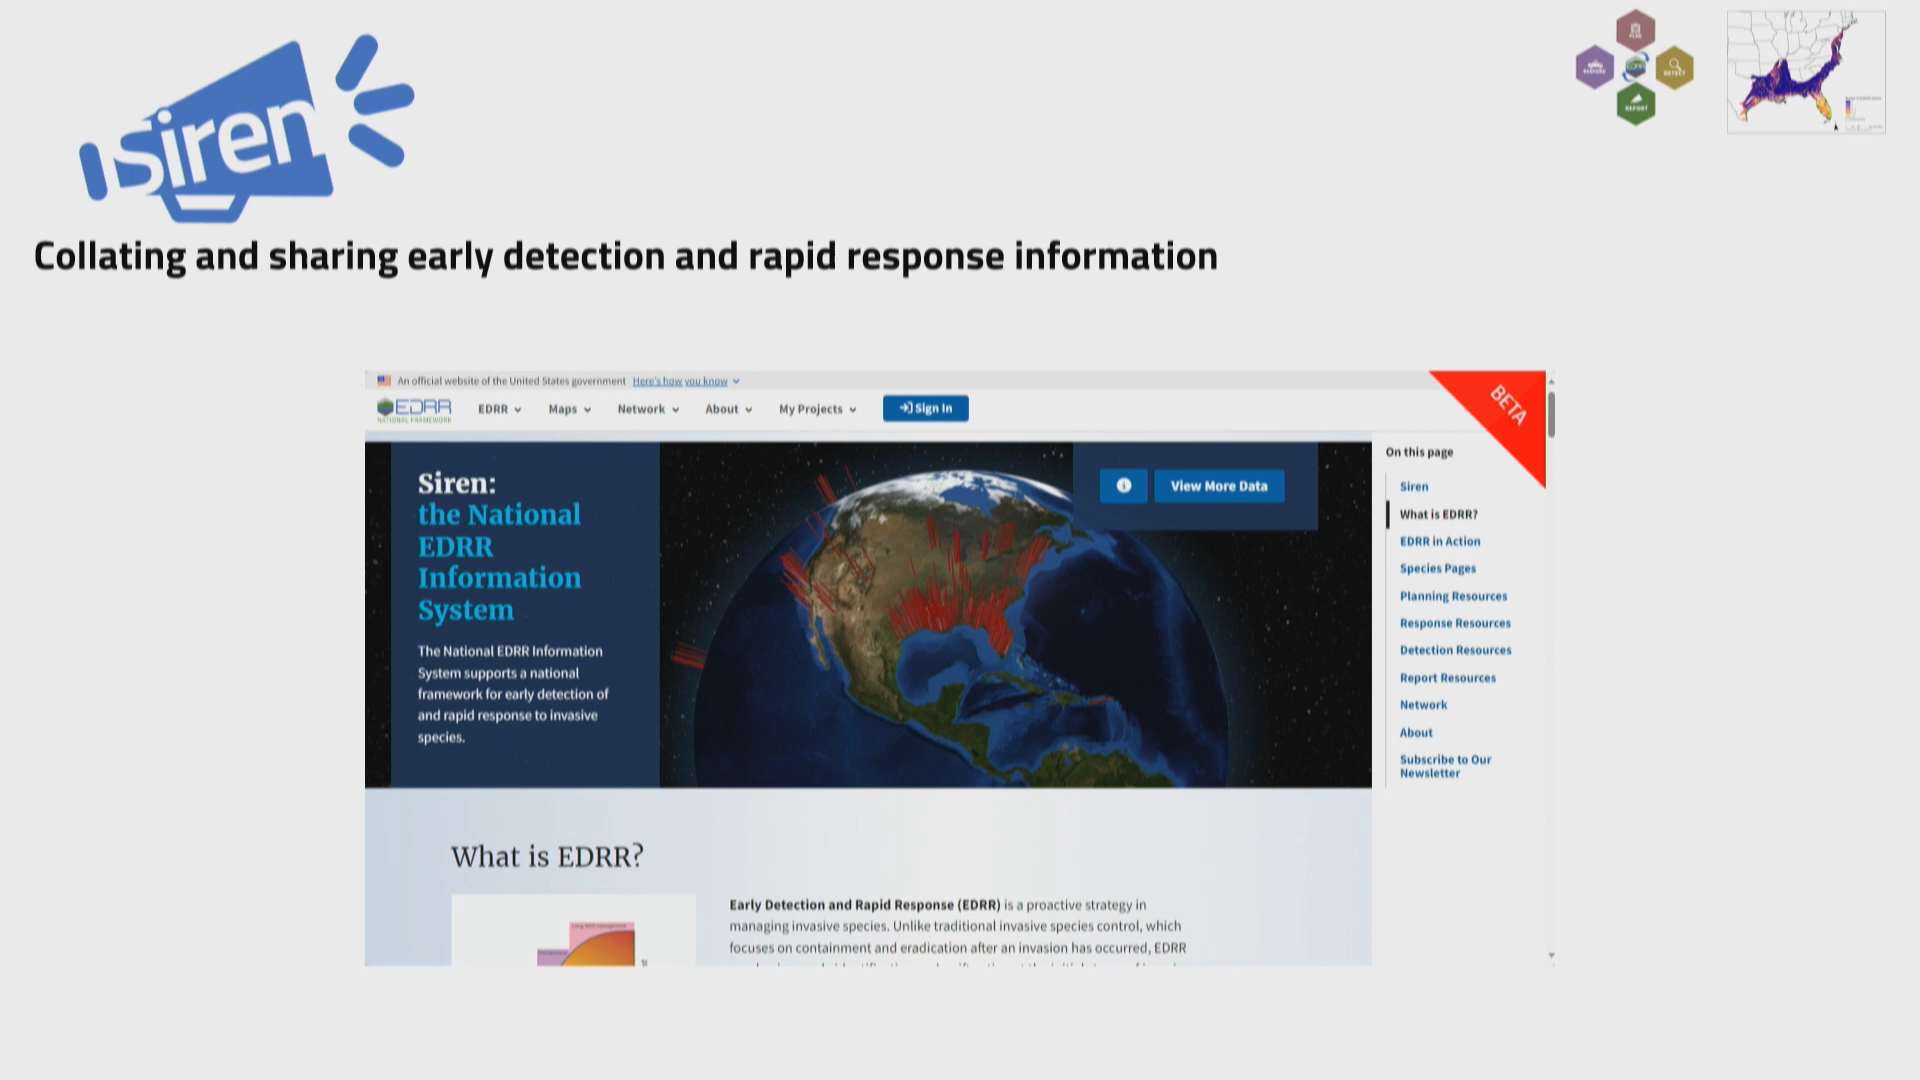 Siren
PLAN
RESPOND
DETECT
REPORT
Collating and sharing early detection and rapid response information
An official website of the United States government Here's how you know
EDRR
NATIONAL FRAMEWORK
EDRR
Maps
Network
About
My Projects
Sign In
BETA
Siren:
the National
EDRR
Information
System
The National EDRR Information
System supports a national
framework for early detection of
and rapid response to invasive
species.
View More Data
On this page
Siren
What is EDRR?
EDRR in Action
Species Pages
Planning Resources
Response Resources
Detection Resources
Report Resources
Network
About
Subscribe to Our
Newsletter
What is EDRR?
Early Detection and Rapid Response (EDRR) is a proactive strategy in
managing invasive species. Unlike traditional invasive species control, which
focuses on containment and eradication after an invasion has occurred, EDRR